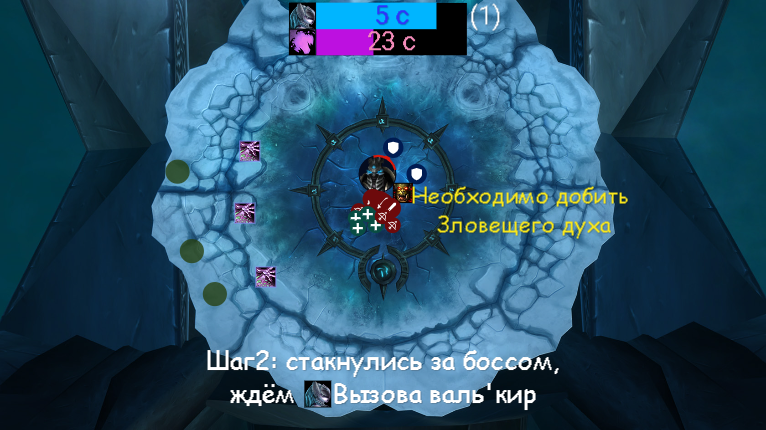 5 с (1)
23 с
Необходимо добить
Зловещего духа
Шаг2: стакнулись за боссом,
ждём Вызова валь'кир